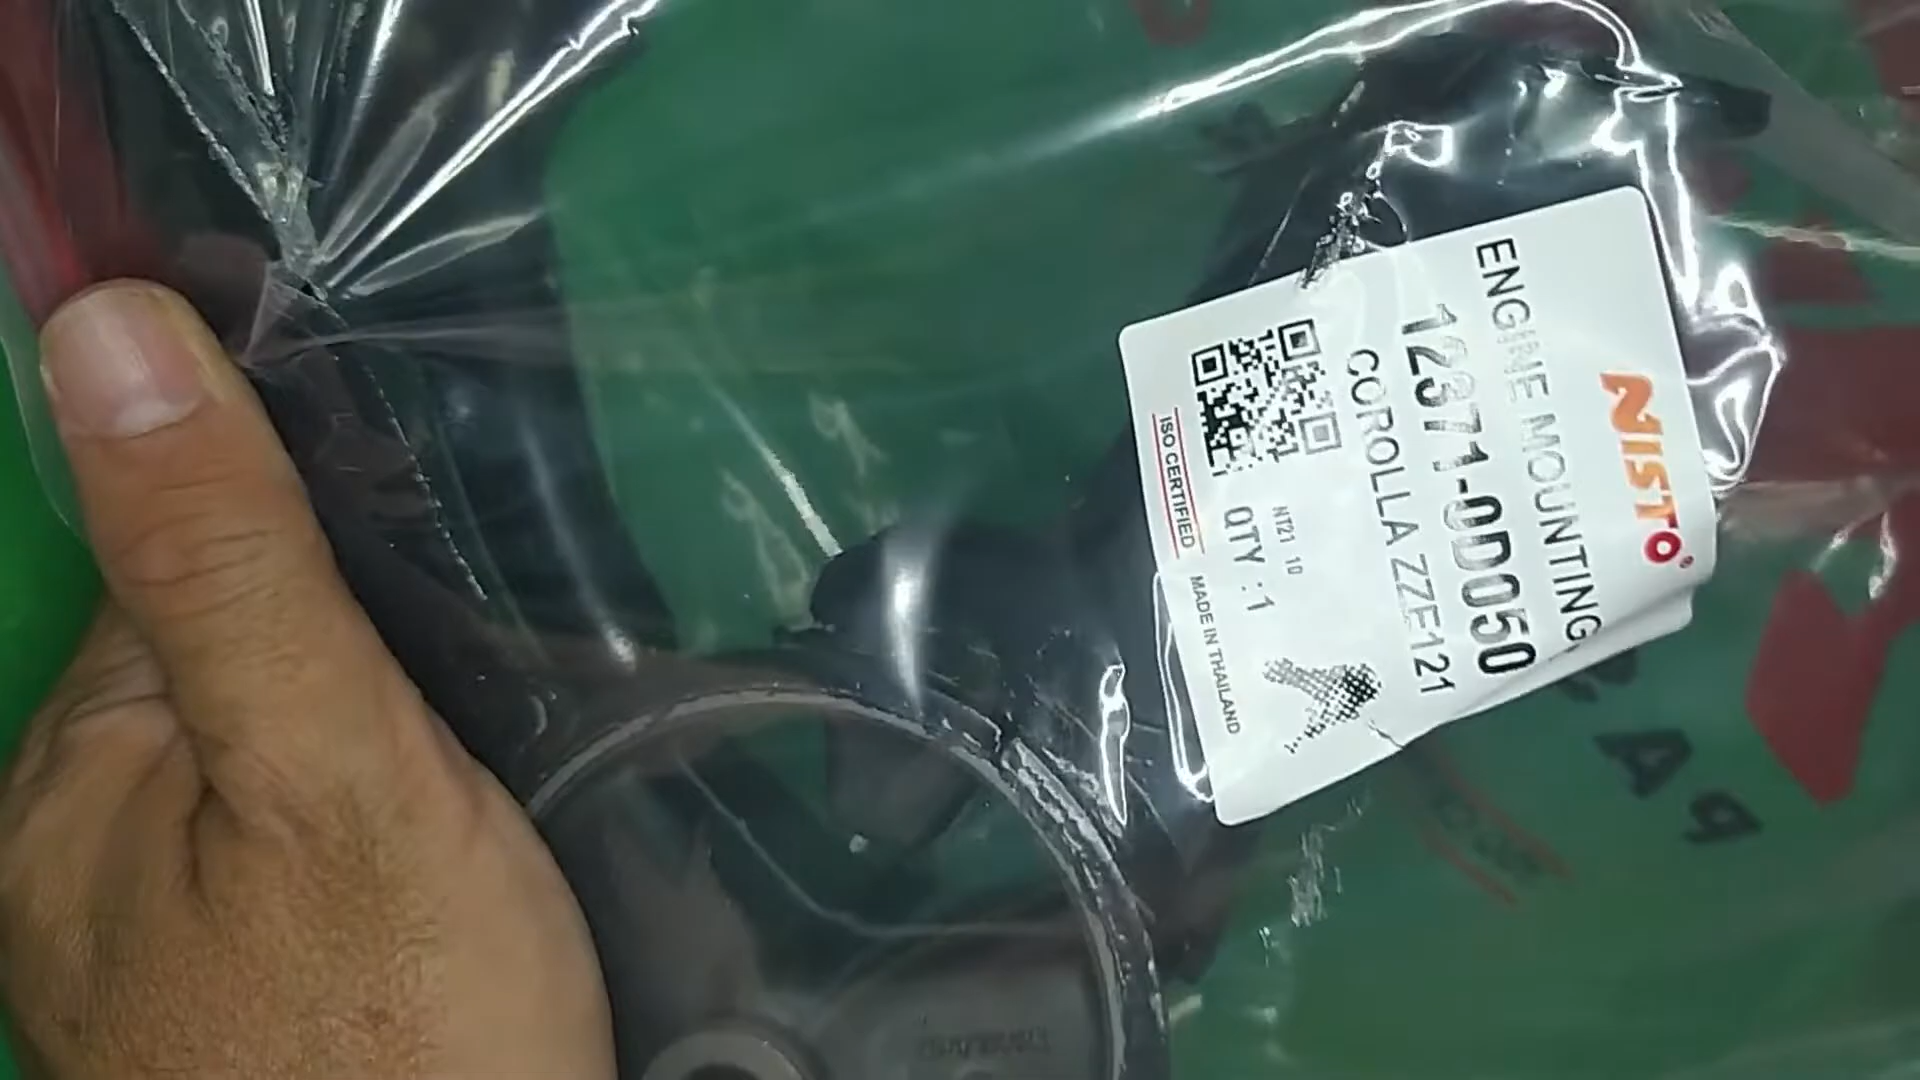 NISTO
ENGINE MOUNTING
12371-0D050
COROLLA ZZE121
NT21 10
QTY : 1
ISO CERTIFIED
MADE IN THAILAND